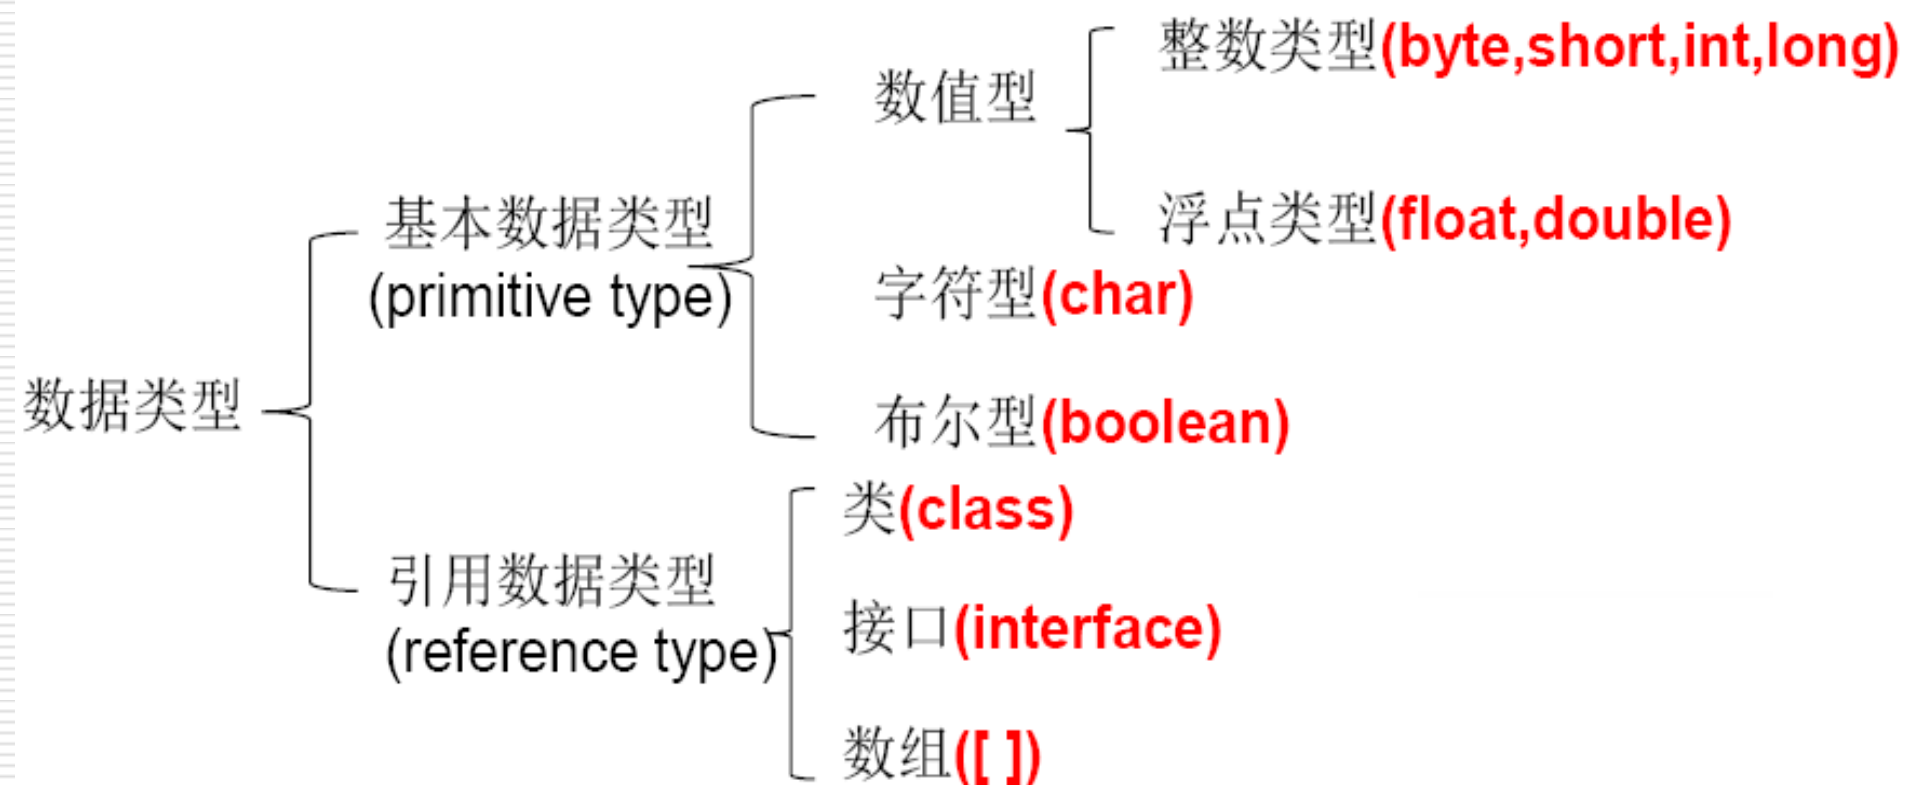 整数类型(byte,short,int,long)
数值型
浮点类型(float,double)
基本数据类型
(primitive type)
字符型(char)
数据类型
布尔型(boolean)
类(class)
引用数据类型
(reference type)
接口(interface)
数组([ ])